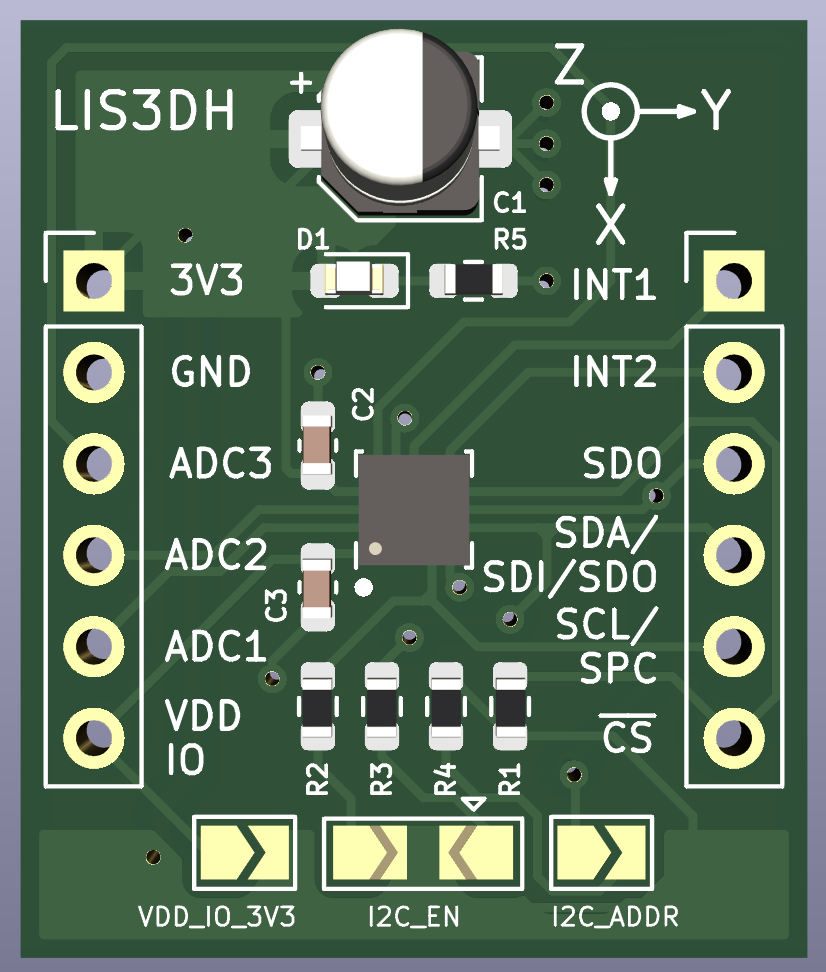 Z
+
LIS3DH
Y
C1
X
D1
R5
3V3
INT1
GND
INT2
C2
ADC3
SDO
ADC2
SDA/
SDI/SDO
C3
ADC1
SCL/
SPC
VDD
IO
CS
R2
R3
R4
R1
VDD_IO_3V3
I2C_EN
I2C_ADDR